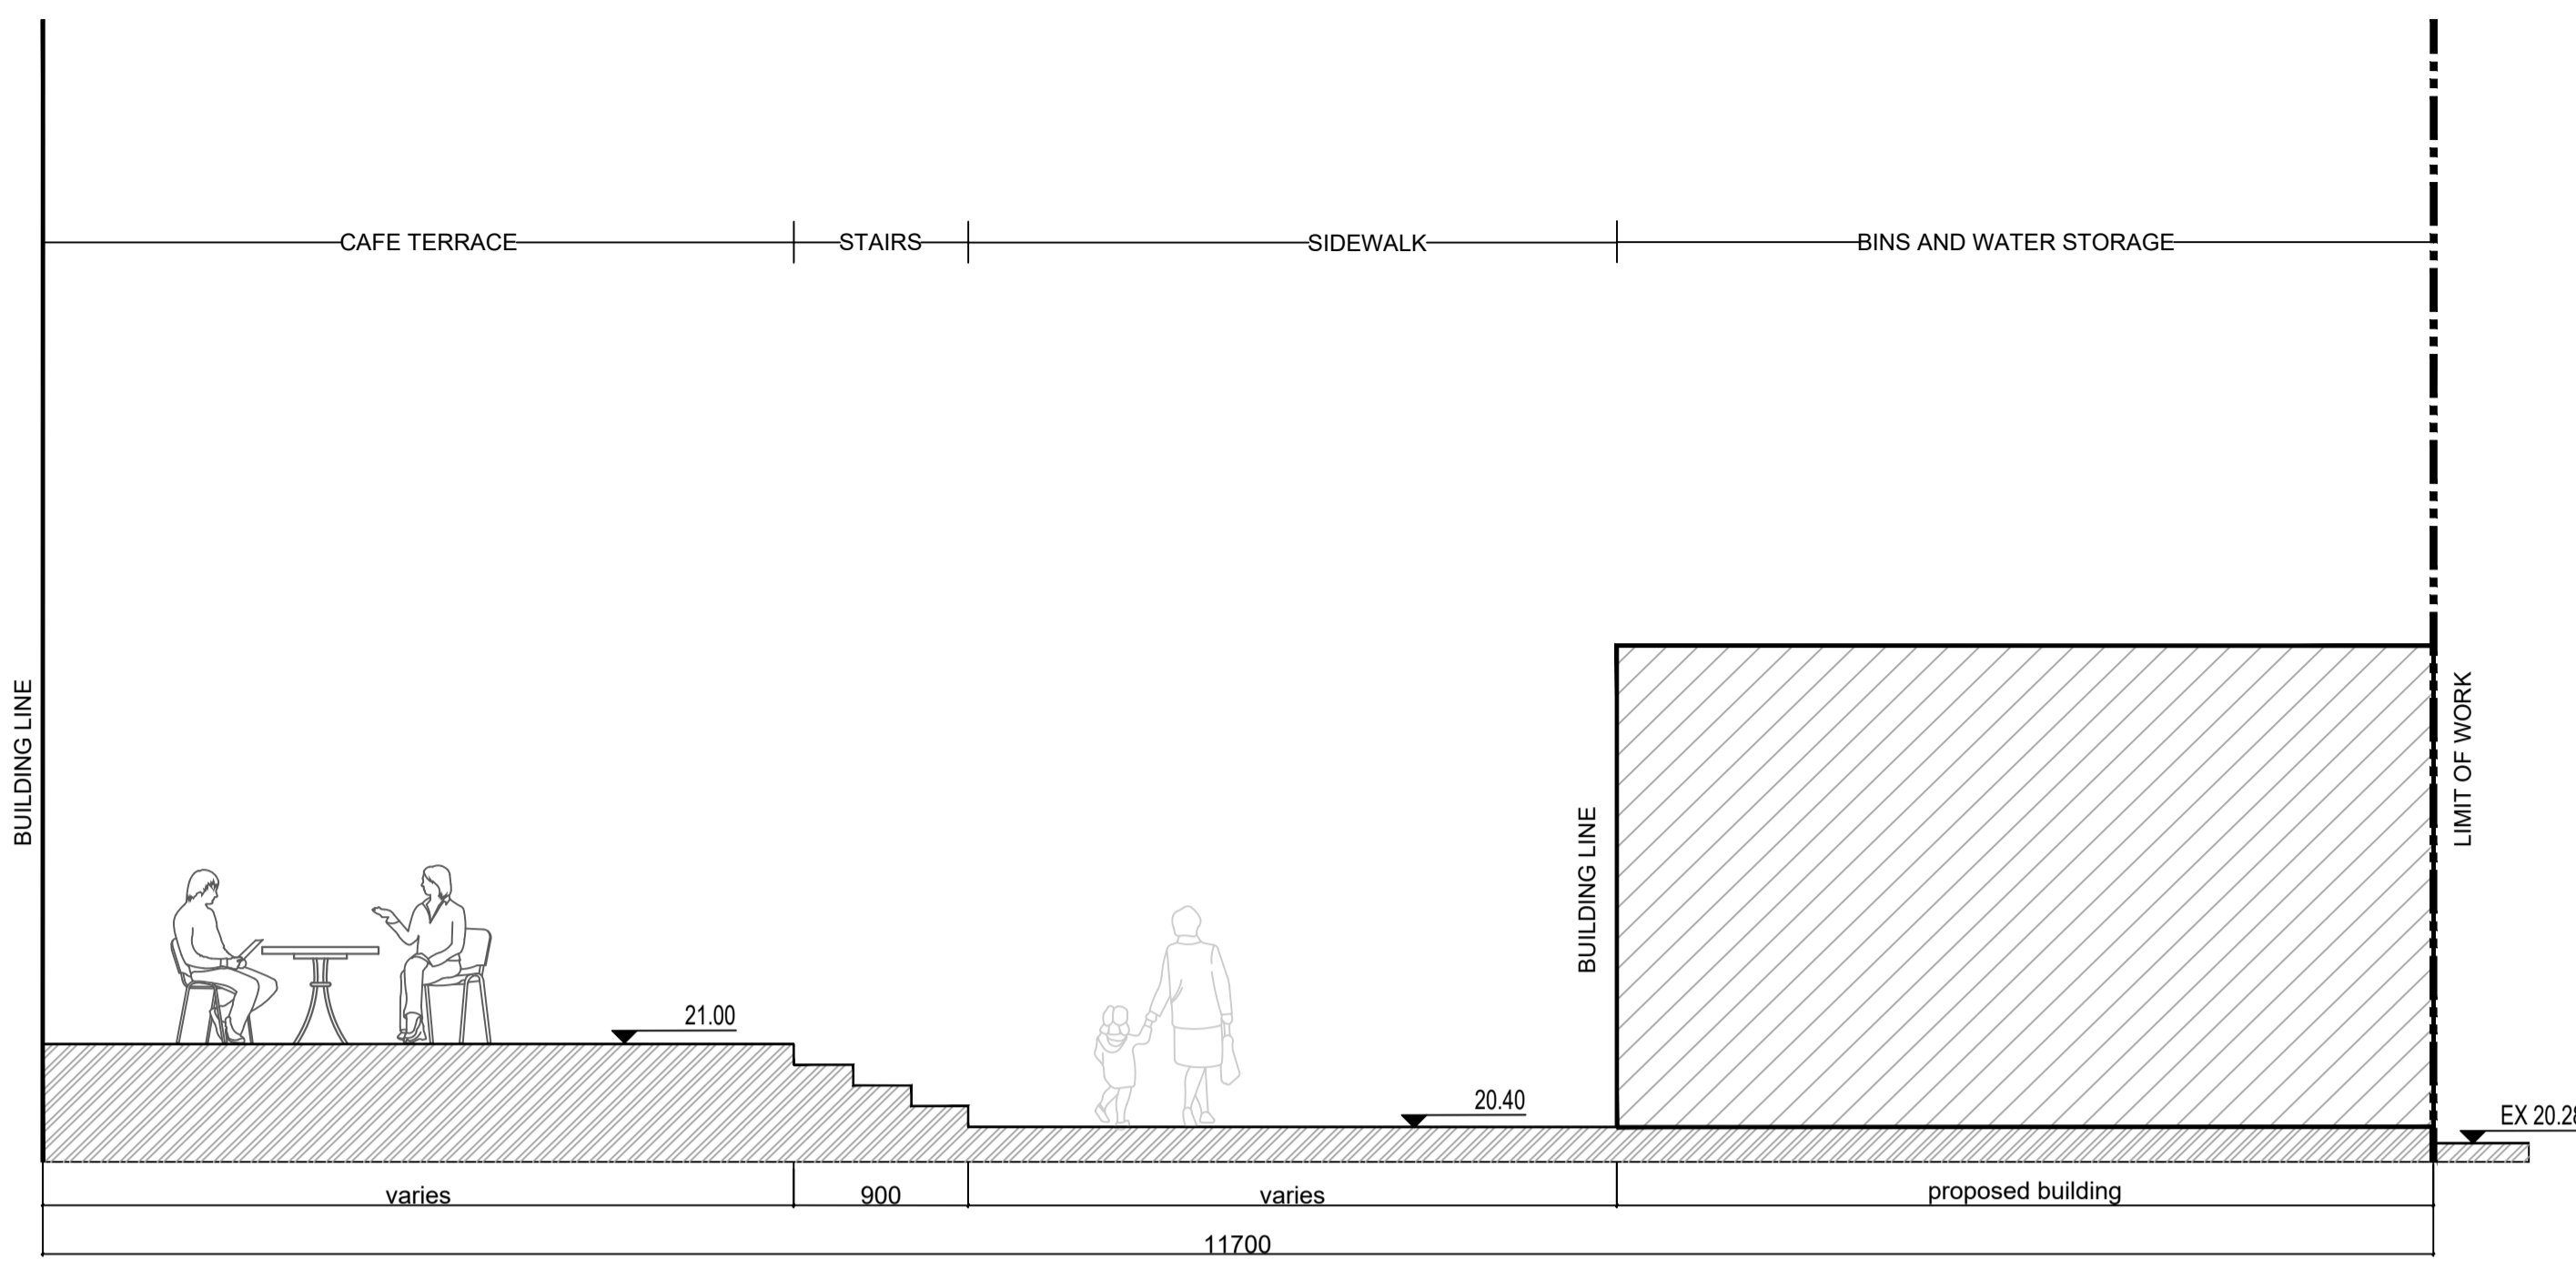 CAFE TERRACE
STAIRS
SIDEWALK
BINS AND WATER STORAGE
BUILDING LINE
BUILDING LINE
LIMIT OF WORK
21.00
20.40
EX 20.28
varies
900
varies
proposed building
11700